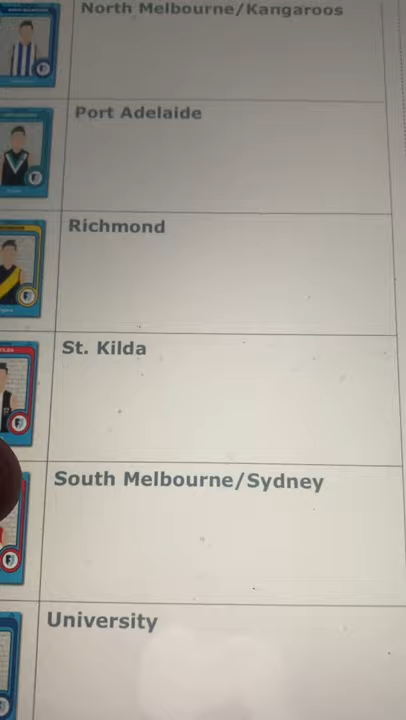 North Melbourne/Kangaroos
Port Adelaide
Richmond
St. Kilda
South Melbourne/Sydney
University